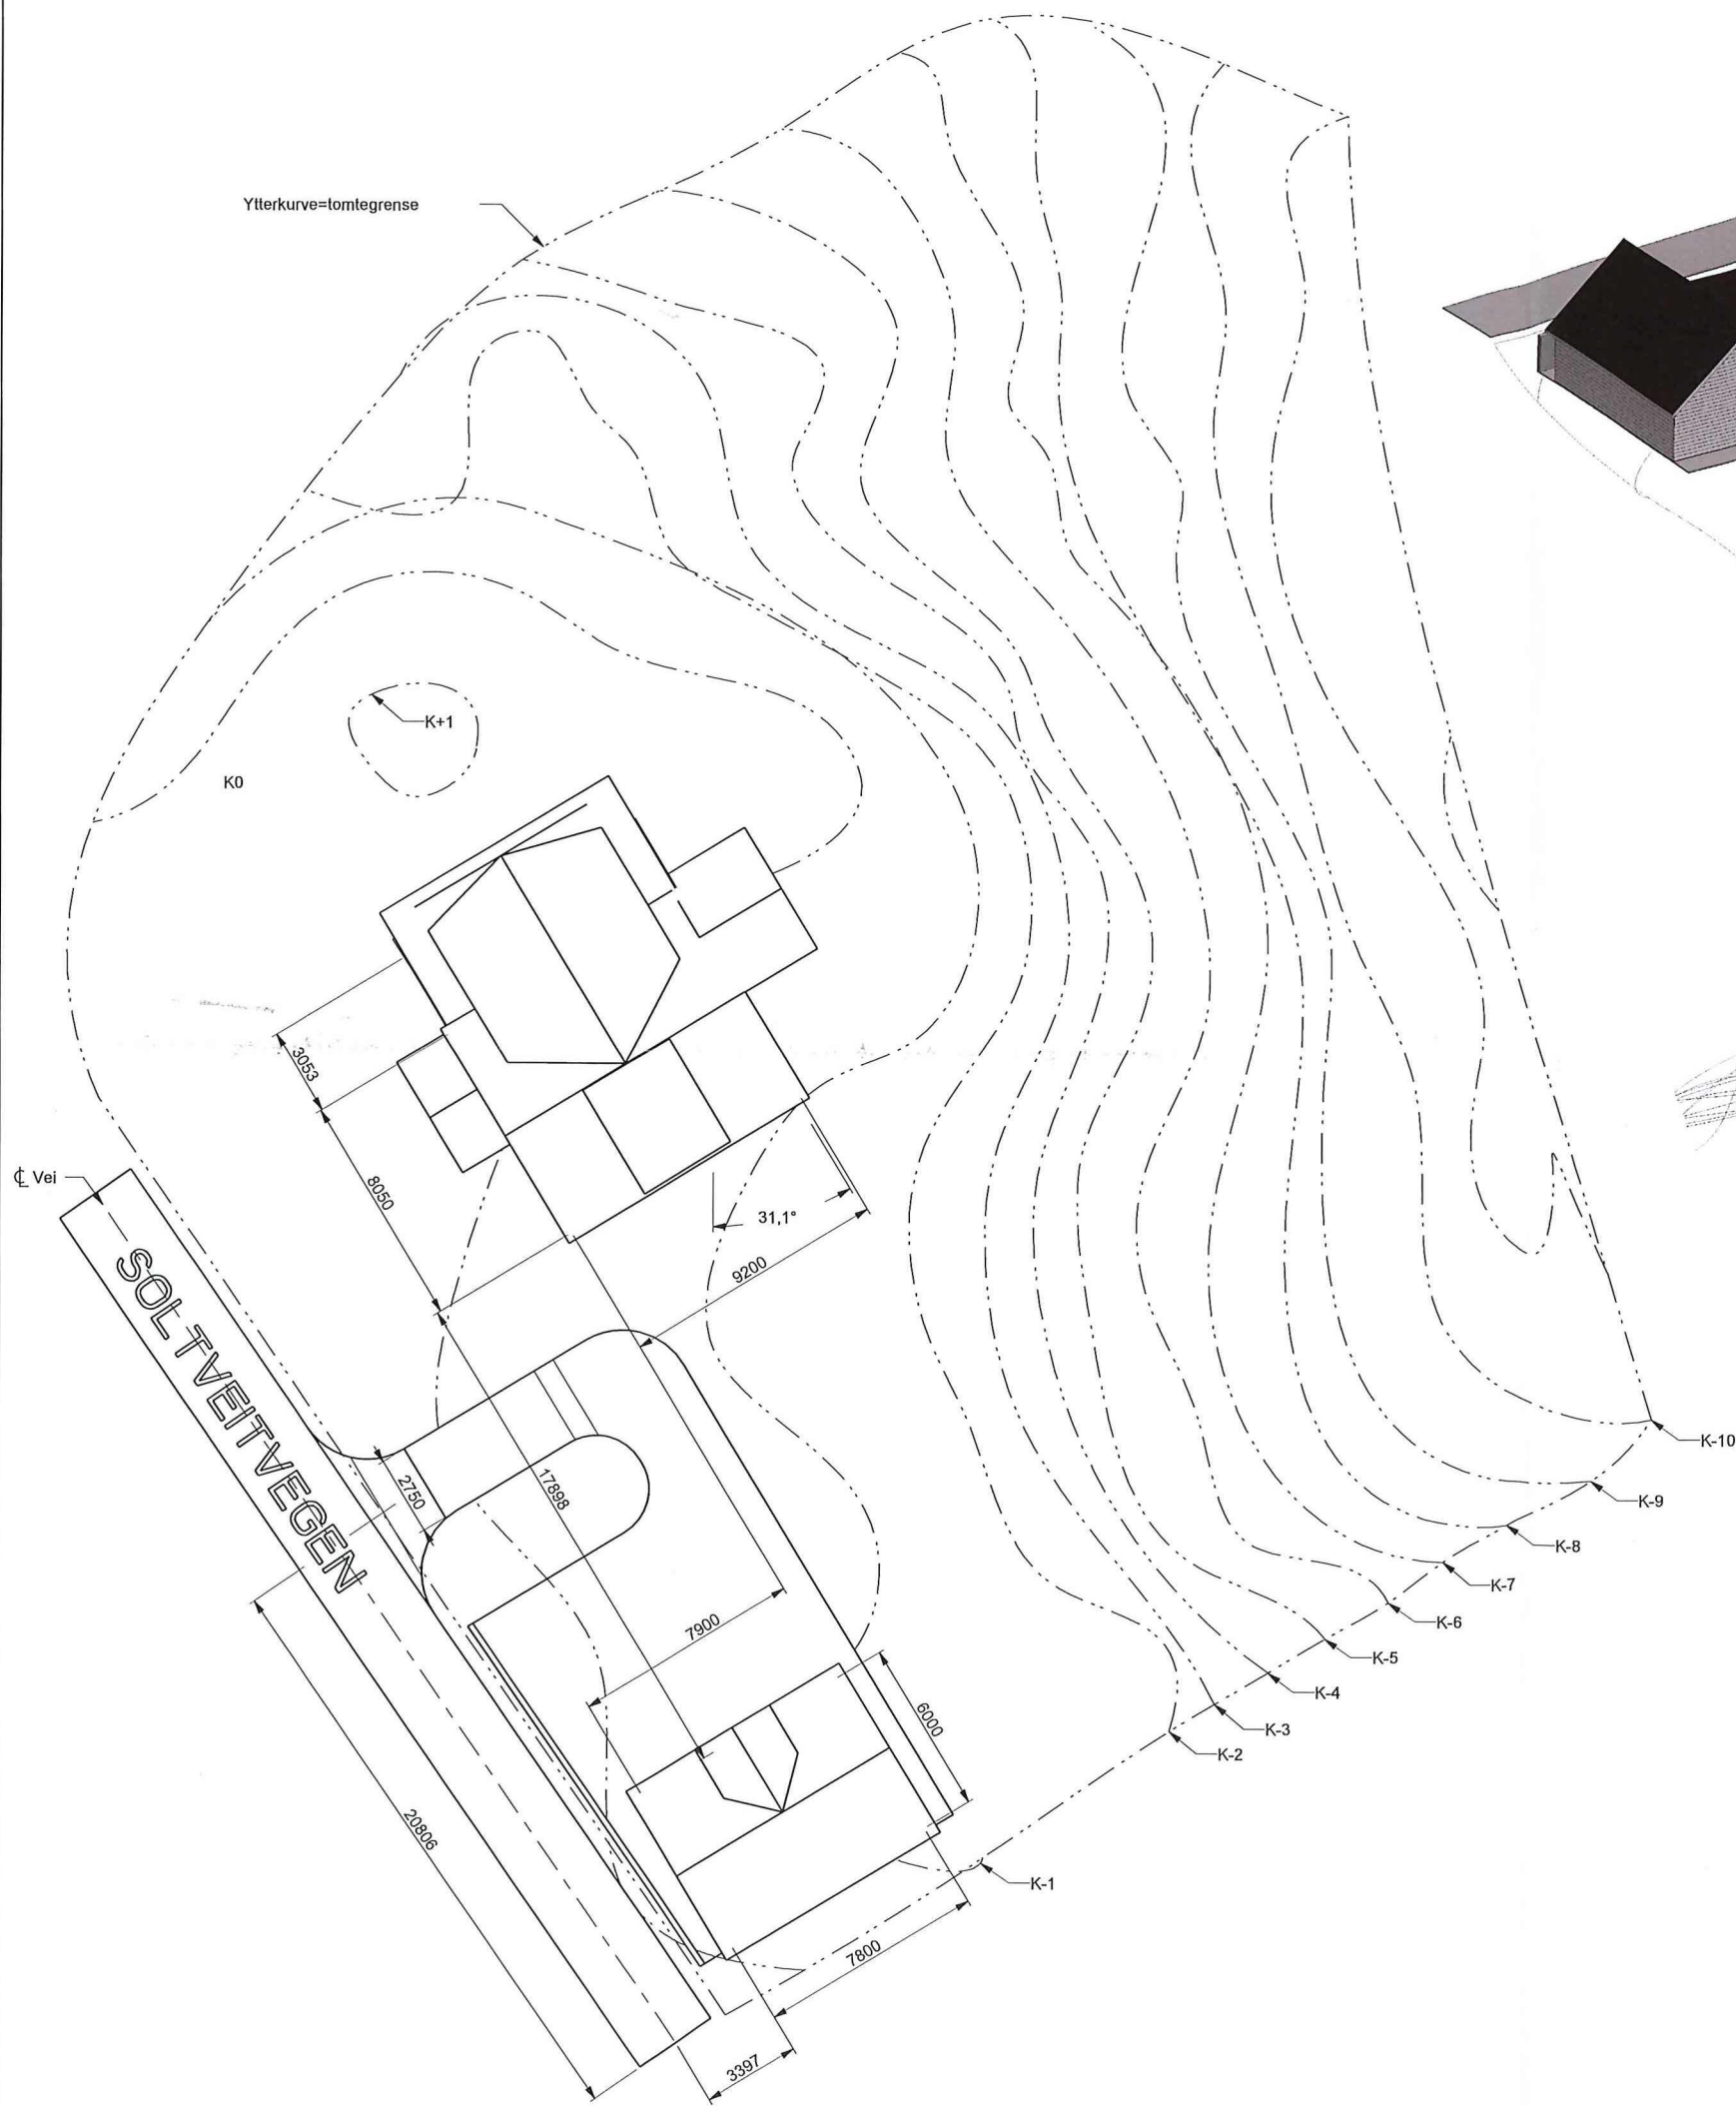 Ytterkurve=tomtegrense
K+1
K0
3053
℄ Vei
8050
31,1°
9200
SOLTVEITVEGEN
2750
17898
7900
6000
20806
7800
3397
K-10
K-9
K-8
K-7
K-6
K-5
K-4
K-3
K-2
K-1